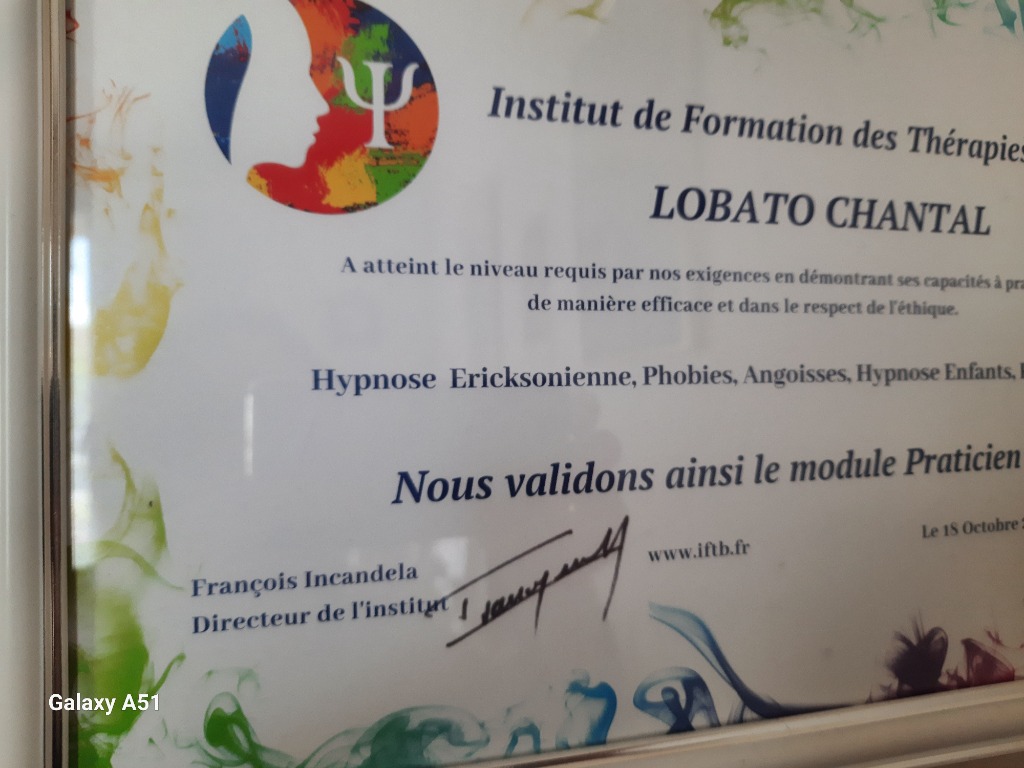 Ψ
Institut de Formation des Thérapies
LOBATO CHANTAL
A atteint le niveau requis par nos exigences en démontrant ses capacités à
de manière efficace et dans le respect de l'éthique.
Hypnose Ericksonienne, Phobies, Angoisses, Hypnose Enfants,
Nous validons ainsi le module Praticien
Le 18 Octobre
www.iftb.fr
François Incandela
Directeur de l'institut
Galaxy A51